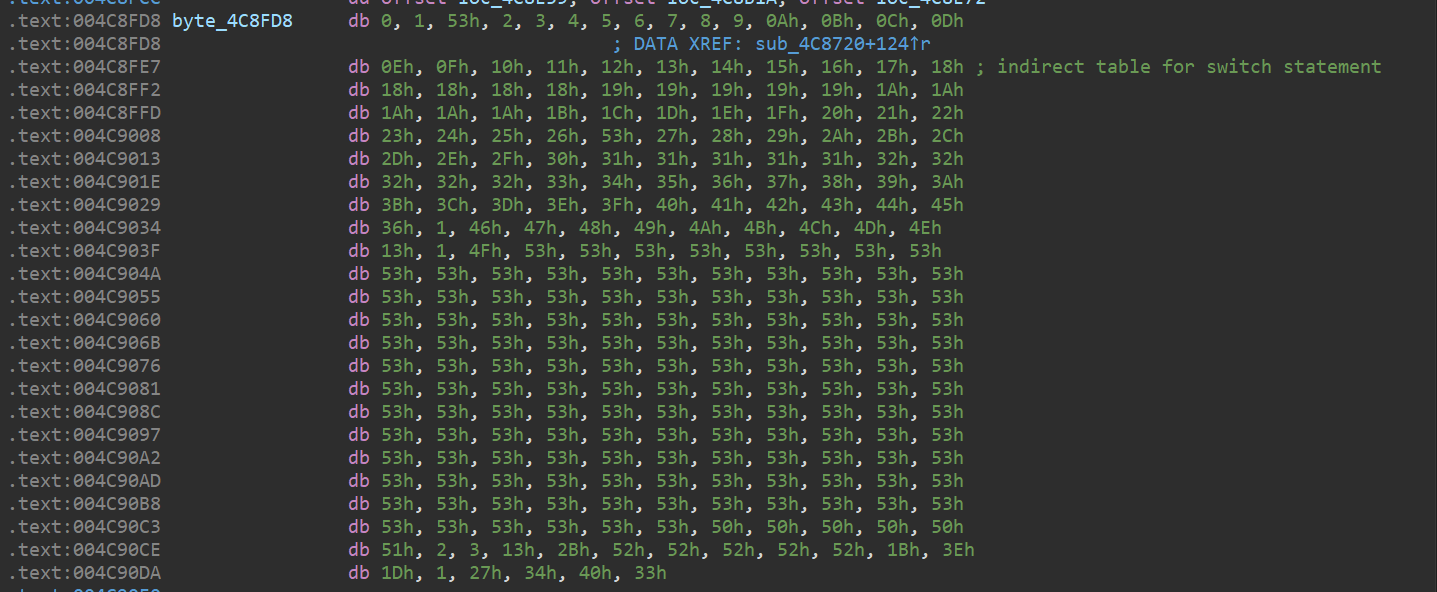 .text:004C8FD8 byte_4C8FD8 db 0, 1, 53h, 2, 3, 4, 5, 6, 7, 8, 9, 0Ah, 0Bh, 0Ch, 0Dh
.text:004C8FD8 ; DATA XREF: sub_4C8720+124↑r
.text:004C8FE7 db 0Eh, 0Fh, 10h, 11h, 12h, 13h, 14h, 15h, 16h, 17h, 18h ; indirect table for switch statement
.text:004C8FF2 db 18h, 18h, 18h, 18h, 19h, 19h, 19h, 19h, 19h, 1Ah, 1Ah
.text:004C8FFD db 1Ah, 1Ah, 1Ah, 1Bh, 1Ch, 1Dh, 1Eh, 1Fh, 20h, 21h, 22h
.text:004C9008 db 23h, 24h, 25h, 26h, 53h, 27h, 28h, 29h, 2Ah, 2Bh, 2Ch
.text:004C9013 db 2Dh, 2Eh, 2Fh, 30h, 31h, 31h, 31h, 31h, 31h, 32h, 32h
.text:004C901E db 32h, 32h, 32h, 33h, 34h, 35h, 36h, 37h, 38h, 39h, 3Ah
.text:004C9029 db 3Bh, 3Ch, 3Dh, 3Eh, 3Fh, 40h, 41h, 42h, 43h, 44h, 45h
.text:004C9034 db 36h, 1, 46h, 47h, 48h, 49h, 4Ah, 4Bh, 4Ch, 4Dh, 4Eh
.text:004C903F db 13h, 1, 4Fh, 53h, 53h, 53h, 53h, 53h, 53h, 53h, 53h
.text:004C904A db 53h, 53h, 53h, 53h, 53h, 53h, 53h, 53h, 53h, 53h, 53h
.text:004C9055 db 53h, 53h, 53h, 53h, 53h, 53h, 53h, 53h, 53h, 53h, 53h
.text:004C9060 db 53h, 53h, 53h, 53h, 53h, 53h, 53h, 53h, 53h, 53h, 53h
.text:004C906B db 53h, 53h, 53h, 53h, 53h, 53h, 53h, 53h, 53h, 53h, 53h
.text:004C9076 db 53h, 53h, 53h, 53h, 53h, 53h, 53h, 53h, 53h, 53h, 53h
.text:004C9081 db 53h, 53h, 53h, 53h, 53h, 53h, 53h, 53h, 53h, 53h, 53h
.text:004C908C db 53h, 53h, 53h, 53h, 53h, 53h, 53h, 53h, 53h, 53h, 53h
.text:004C9097 db 53h, 53h, 53h, 53h, 53h, 53h, 53h, 53h, 53h, 53h, 53h
.text:004C90A2 db 53h, 53h, 53h, 53h, 53h, 53h, 53h, 53h, 53h, 53h, 53h
.text:004C90AD db 53h, 53h, 53h, 53h, 53h, 53h, 53h, 53h, 53h, 53h, 53h
.text:004C90B8 db 53h, 53h, 53h, 53h, 53h, 53h, 53h, 53h, 53h, 53h, 53h
.text:004C90C3 db 53h, 53h, 53h, 53h, 53h, 53h, 50h, 50h, 50h, 50h, 50h
.text:004C90CE db 51h, 2, 3, 13h, 2Bh, 52h, 52h, 52h, 52h, 52h, 1Bh, 3Eh
.text:004C90DA db 1Dh, 1, 27h, 34h, 40h, 33h